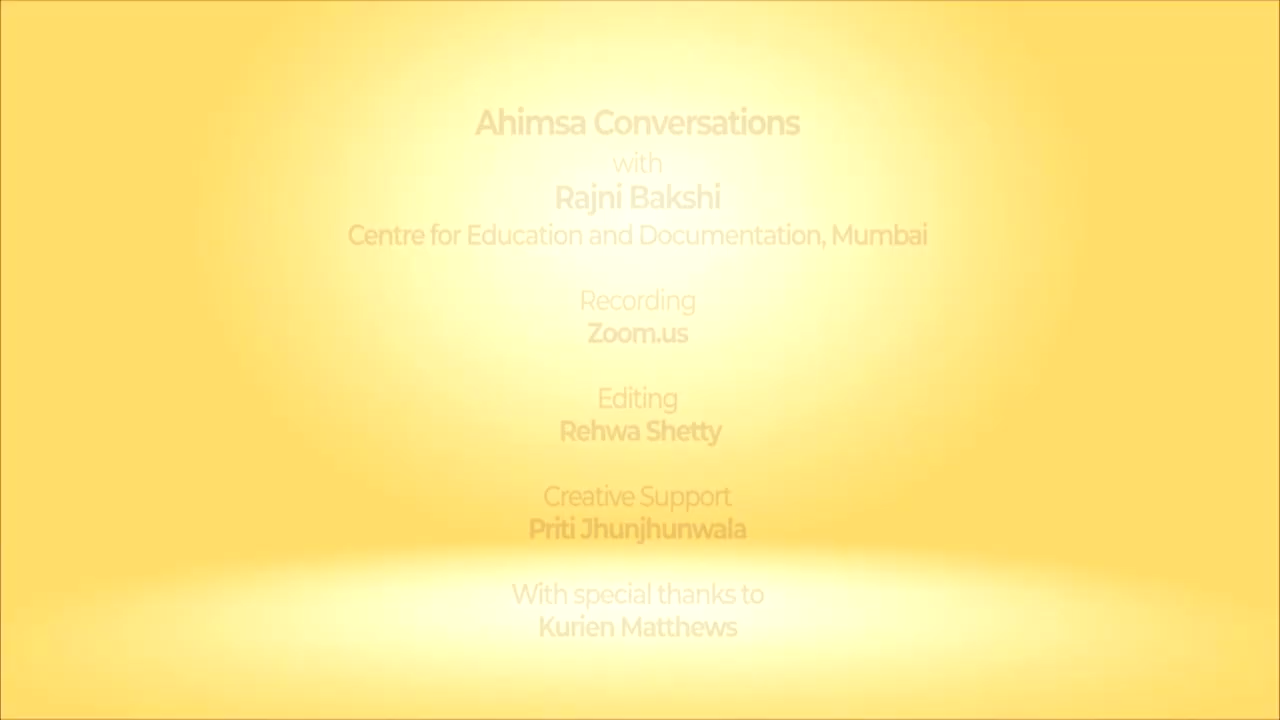 Ahimsa Conversations
with
Rajni Bakshi
Centre for Education and Documentation, Mumbai
Recording
Zoom.us
Editing
Rehwa Shetty
Creative Support
Priti Jhunjhunwala
With special thanks to
Kurien Matthews